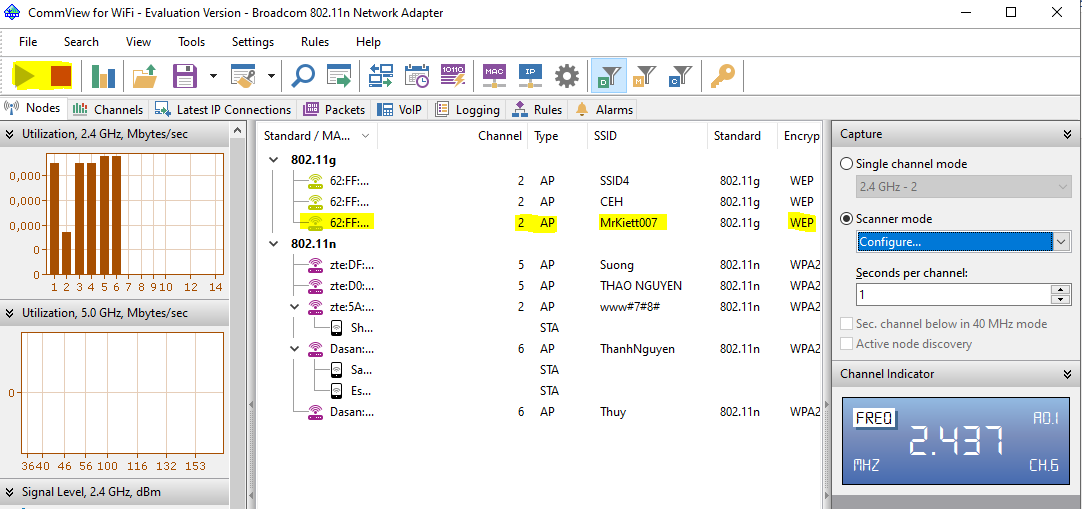 CommView for WiFi - Evaluation Version - Broadcom 802.11n Network Adapter
File Search View Tools Settings Rules Help
Nodes Channels Latest IP Connections Packets VoIP Logging Rules Alarms
Utilization, 2.4 GHz, Mbytes/sec
0,000
0,000
0,000
0
0
1 2 3 4 5 6 7 8 9 10 12 14
Utilization, 5.0 GHz, Mbytes/sec
0
36 40 46 56 100 116 132 153
Signal Level, 2.4 GHz, dBm
Standard / MA... Channel Type SSID Standard Encryp
802.11g
62:FF:... 2 AP SSID4 802.11g WEP
62:FF:... 2 AP CEH 802.11g WEP
62:FF:... 2 AP MrKiett007 802.11g WEP
802.11n
zte:DF:... 5 AP Suong 802.11n WPA2
zte:D0:... 5 AP THAO NGUYEN 802.11n WPA2
zte:5A:... 2 AP www#7#8# 802.11n WPA2
Sh... STA
Dasan:... 6 AP ThanhNguyen 802.11n WPA2
Sa... STA
Es... STA
Dasan:... 6 AP Thuy 802.11n WPA2
Capture
Single channel mode
2.4 GHz - 2
Scanner mode
Configure...
Seconds per channel:
1
Sec. channel below in 40 MHz mode
Active node discovery
Channel Indicator
FREQ
2.437
MHZ CH.6